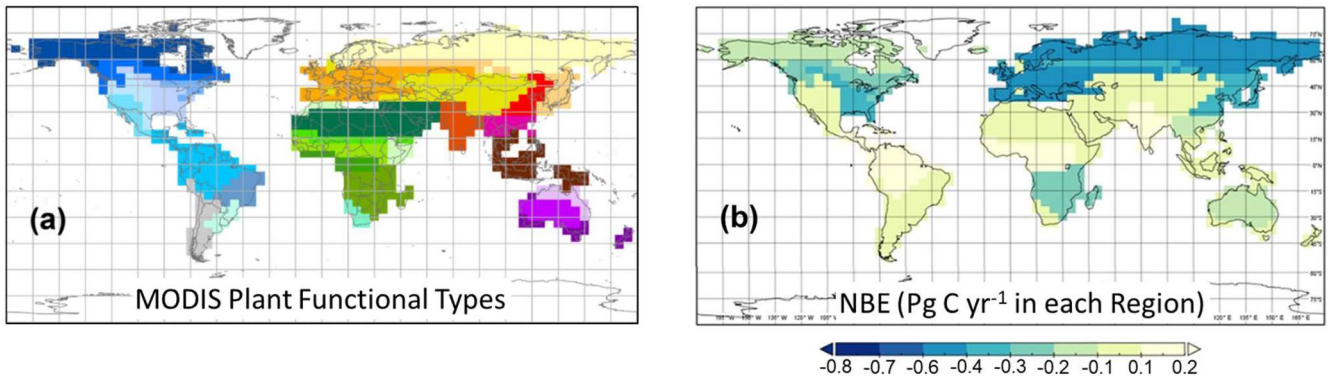 (a)
MODIS Plant Functional Types
(b)
NBE (Pg C yr-1 in each Region)
-0.8 -0.7 -0.6 -0.4 -0.3 -0.2 -0.1 0.1 0.2